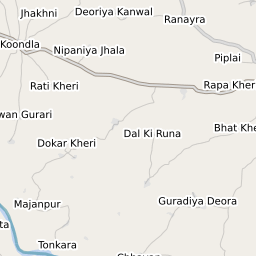 Jhakhni
Deoriya Kanwal
Ranayra
Koondla
Nipaniya Jhala
Piplai
Rati Kheri
Rapa Kher
wan Gurari
Dal Ki Runa
Bhat Khe
Dokar Kheri
Majanpur
Guradiya Deora
ta
Tonkara